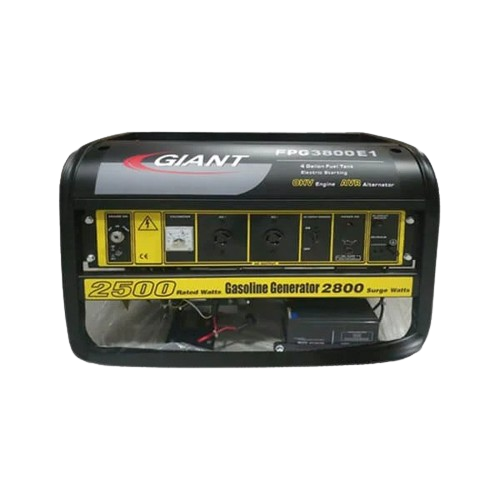 GIANT
FPG3800E1
4 Gallon Fuel Tank
Electric Starting
OHV Engine AVR Alternator
2500 Rated Watts Gasoline Generator 2800 Surge Watts